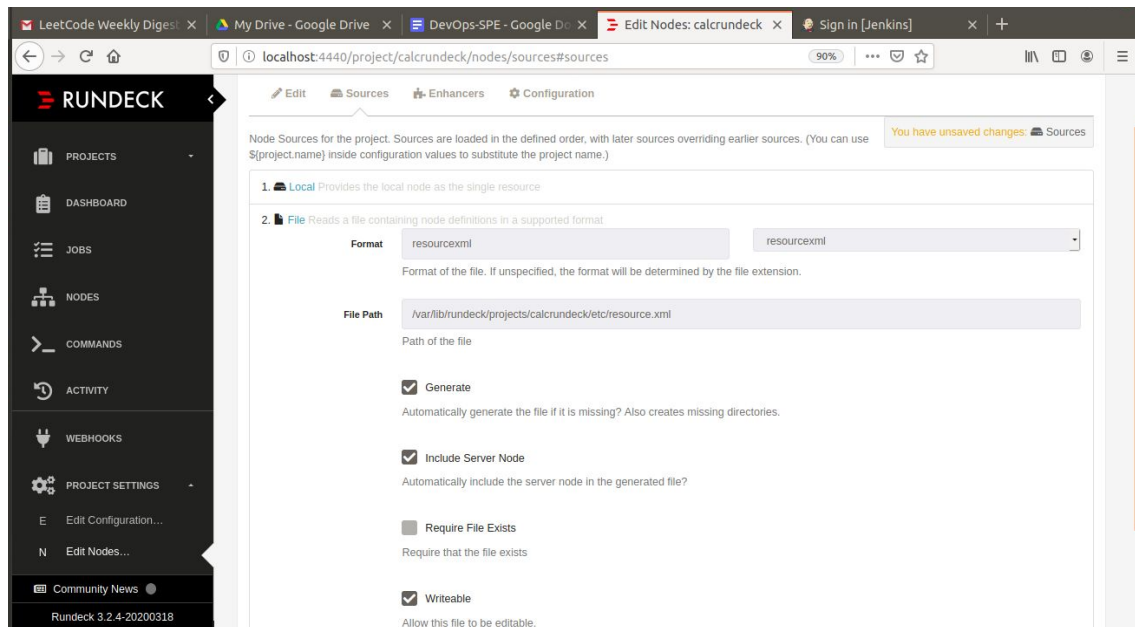 LeetCode Weekly Digest
My Drive - Google Drive
DevOps-SPE - Google Do
Edit Nodes: calcrundeck
Sign in [Jenkins]
localhost:4440/project/calcrundeck/nodes/sources#sources
90%
RUNDECK
PROJECTS
DASHBOARD
JOBS
NODES
COMMANDS
ACTIVITY
WEBHOOKS
PROJECT SETTINGS
E Edit Configuration…
N Edit Nodes…
Community News
Rundeck 3.2.4-20200318
Edit Sources Enhancers Configuration
You have unsaved changes: Sources
Node Sources for the project. Sources are loaded in the defined order, with later sources overriding earlier sources. (You can use
${project.name} inside configuration values to substitute the project name.)
1. Local Provides the local node as the single resource
2. File Reads a file containing node definitions in a supported format
Format resourcexml resourcexml
Format of the file. If unspecified, the format will be determined by the file extension.
File Path /var/lib/rundeck/projects/calcrundeck/etc/resource.xml
Path of the file
Generate
Automatically generate the file if it is missing? Also creates missing directories.
Include Server Node
Automatically include the server node in the generated file?
Require File Exists
Require that the file exists
Writeable
Allow this file to be editable.